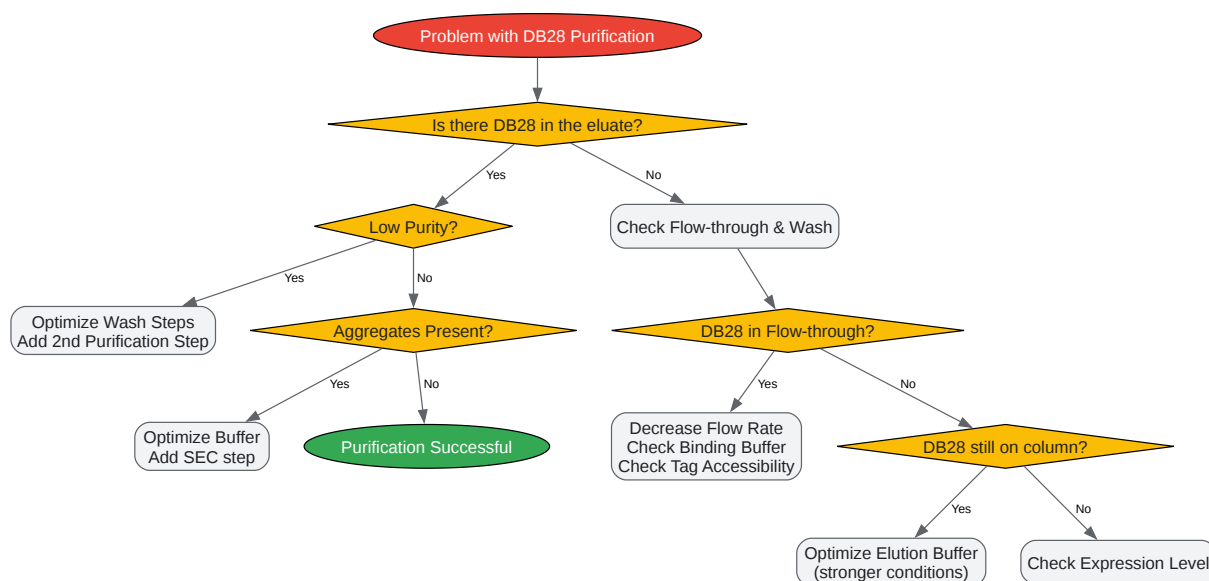 Problem with DB28 Purification
Is there DB28 in the eluate?
Yes
No
Low Purity?
Check Flow-through & Wash
Yes
No
Optimize Wash Steps
Add 2nd Purification Step
Aggregates Present?
DB28 in Flow-through?
Yes
No
Yes
No
Optimize Buffer
Add SEC step
Purification Successful
Decrease Flow Rate
Check Binding Buffer
Check Tag Accessibility
DB28 still on column?
Yes
No
Optimize Elution Buffer
(stronger conditions)
Check Expression Level